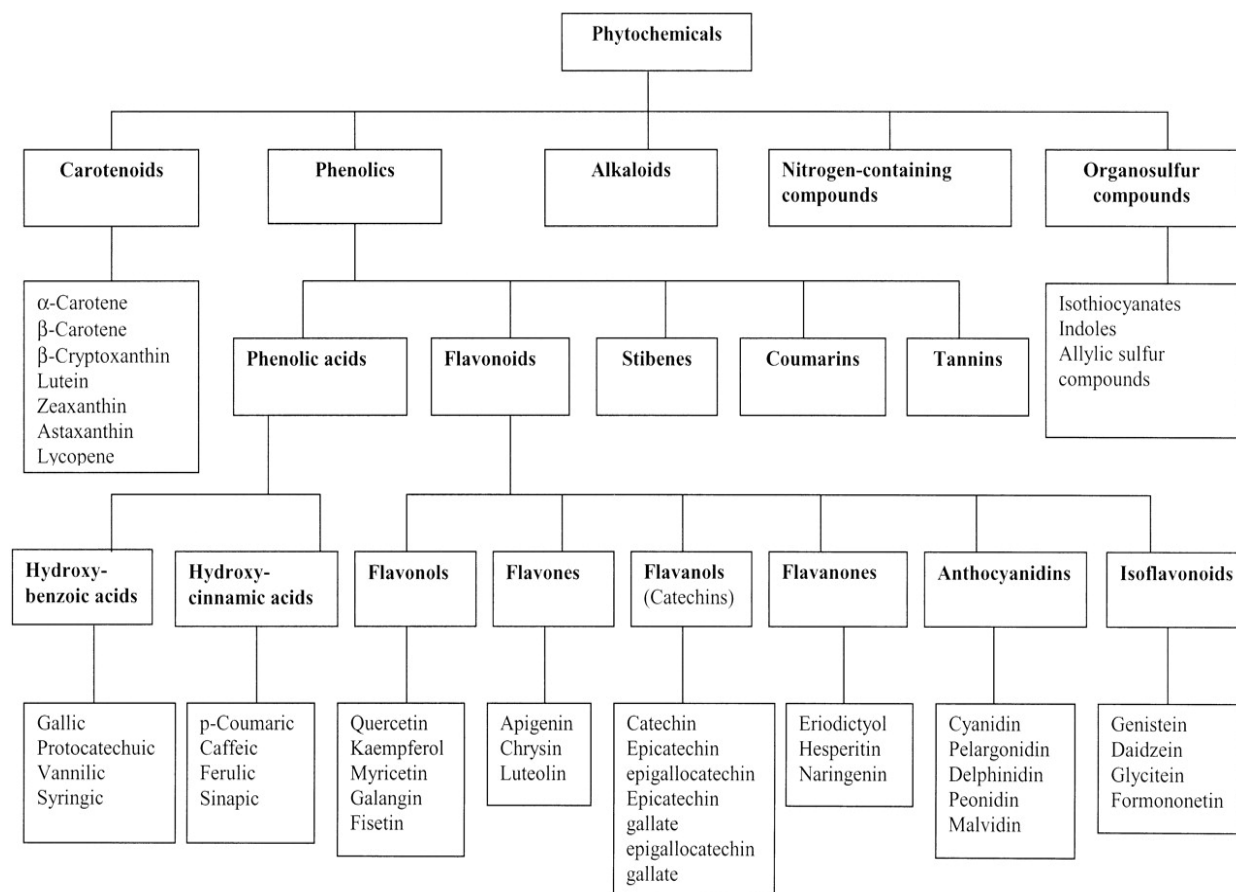 Phytochemicals
Carotenoids
Phenolics
Alkaloids
Nitrogen-containing
compounds
Organosulfur
compounds
α-Carotene
β-Carotene
β-Cryptoxanthin
Lutein
Zeaxanthin
Astaxanthin
Lycopene
Isothiocyanates
Indoles
Allylic sulfur
compounds
Phenolic acids
Flavonoids
Stibenes
Coumarins
Tannins
Hydroxy-
benzoic acids
Hydroxy-
cinnamic acids
Flavonols
Flavones
Flavanols
(Catechins)
Flavanones
Anthocyanidins
Isoflavonoids
Gallic
Protocatechuic
Vannilic
Syringic
p-Coumaric
Caffeic
Ferulic
Sinapic
Quercetin
Kaempferol
Myricetin
Galangin
Fisetin
Apigenin
Chrysin
Luteolin
Catechin
Epicatechin
epigallocatechin
Epicatechin
gallate
epigallocatechin
gallate
Eriodictyol
Hesperitin
Naringenin
Cyanidin
Pelargonidin
Delphinidin
Peonidin
Malvidin
Genistein
Daidzein
Glycitein
Formononetin